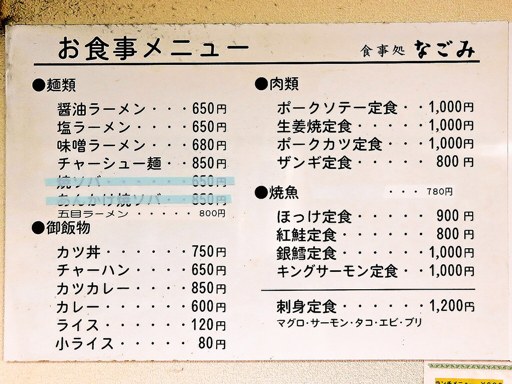 お食事メニュー
食事処 なごみ
●麺類
醤油ラーメン・・・650円
塩ラーメン・・・・650円
味噌ラーメン・・・680円
チャーシュー麺・・850円
焼ソバ・・・・・・650円
あんかけ焼ソバ・・850円
五目ラーメン・・・・・800円
●御飯物
カツ丼・・・・・750円
チャーハン・・・・650円
カツカレー・・・・850円
カレー・・・・・・600円
ライス・・・・・・120円
小ライス・・・・・80円
●肉類
ポークソテー定食・・1,000円
生姜焼定食・・・・・1,000円
ポークカツ定食・・・1,000円
ザンギ定食・・・・・800円
●焼魚
・・・780円
ほっけ定食・・・・・900円
紅鮭定食・・・・・・800円
銀鱈定食・・・・・・1,000円
キングサーモン定食・・1,000円
刺身定食・・・・・・1,200円
マグロ・サーモン・タコ・エビ・ブリ